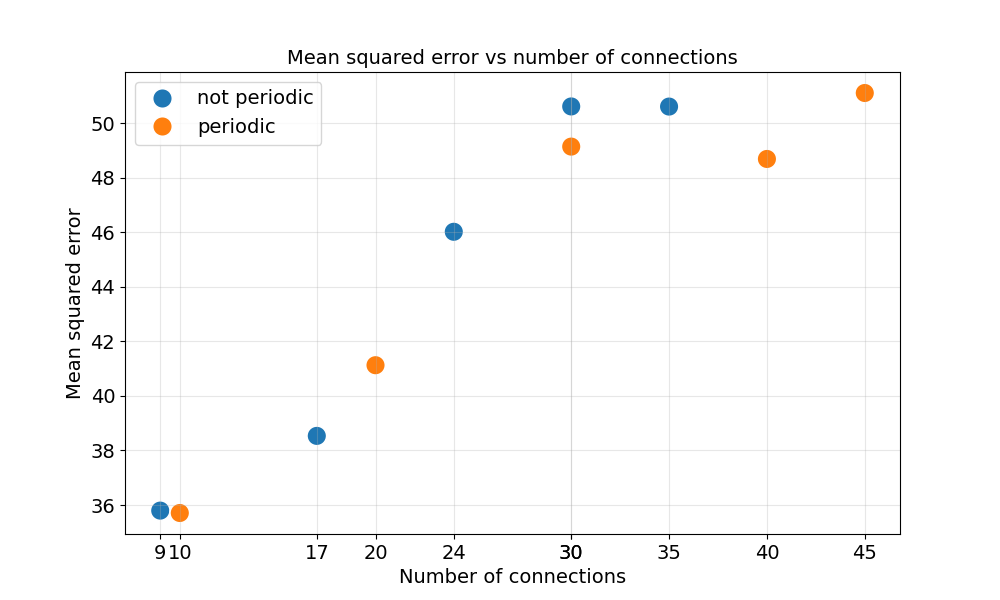 Mean squared error vs number of connections
not periodic
periodic
50
48
46
44
42
40
38
36
Mean squared error
9 10 17 20 24 30 35 40 45
Number of connections